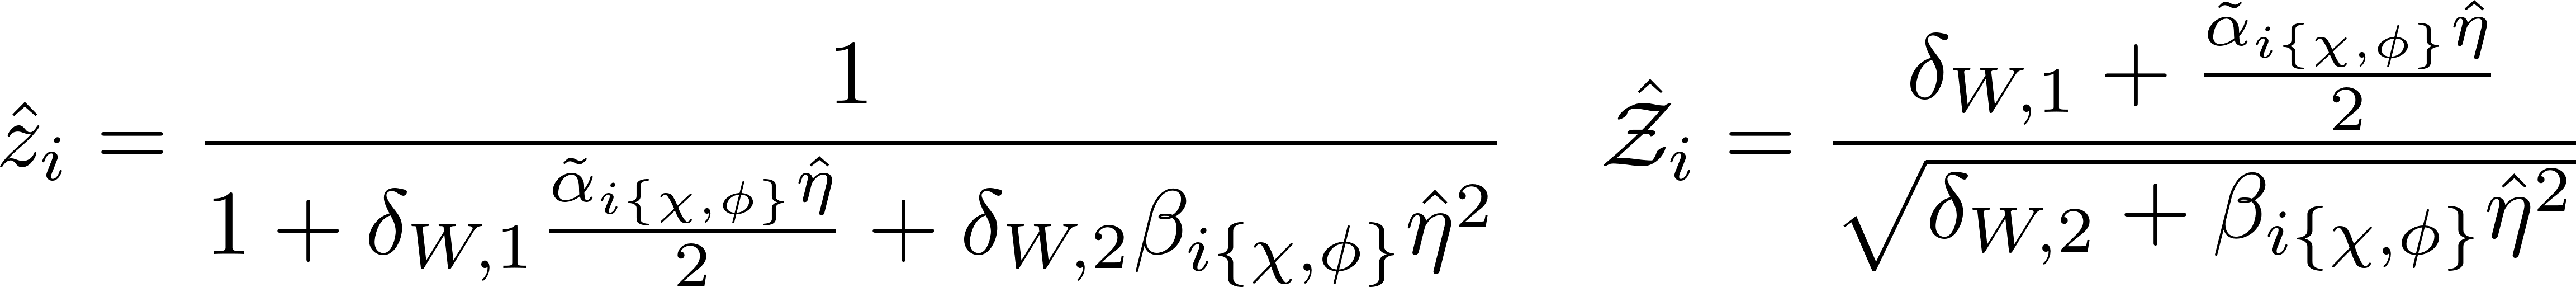 $\hat{z}_i = \frac{1}{1 + \delta_{W,1} \frac{\tilde{\alpha}_{i\{\chi,\phi\}} \hat{\eta}}{2} + \delta_{W,2} \beta_{i\{\chi,\phi\}} \hat{\eta}^2} \quad \hat{\mathcal{Z}}_i = \frac{\delta_{W,1} + \frac{\tilde{\alpha}_{i\{\chi,\phi\}} \hat{\eta}}{2}}{\sqrt{\delta_{W,2} + \beta_{i\{\chi,\phi\}} \hat{\eta}^2}}$